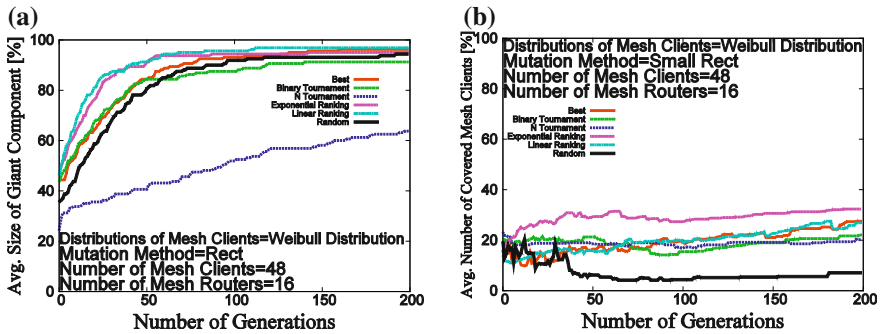 (a)
Avg. Size of Giant Component [%]
100
80
60
40
20
0
Best
Binary Tournament
N Tournament
Exponential Ranking
Linear Ranking
Random
Distributions of Mesh Clients=Weibull Distribution
Mutation Method=Rect
Number of Mesh Clients=48
Number of Mesh Routers=16
0 50 100 150 200
Number of Generations
(b)
Avg. Number of Covered Mesh Clients [%]
100
80
60
40
20
0
Distributions of Mesh Clients=Weibull Distribution
Mutation Method=Small Rect
Number of Mesh Clients=48
Number of Mesh Routers=16
Best
Binary Tournament
N Tournament
Exponential Ranking
Linear Ranking
Random
0 50 100 150 200
Number of Generations